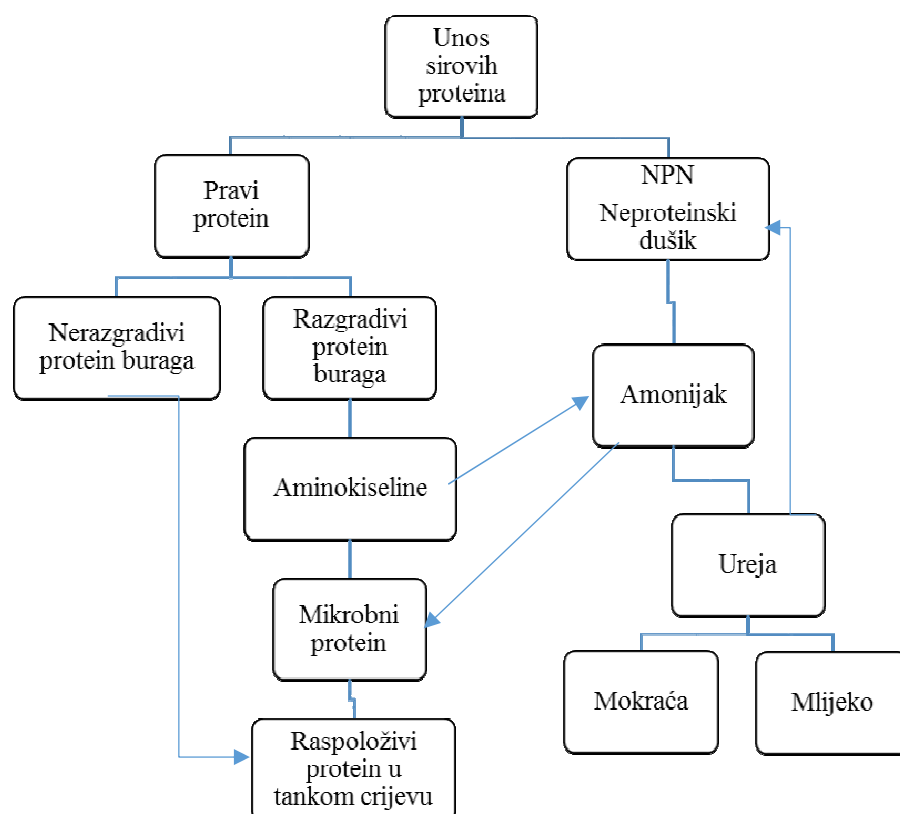 Unos
sirovih
proteina
Pravi
protein
NPN
Neproteinski
dušik
Nerazgradivi
protein buraga
Razgradivi
protein
buraga
Amonijak
Aminokiseline
Ureja
Mikrobni
protein
Mokraća
Mlijeko
Raspoloživi
protein u
tankom crijevu